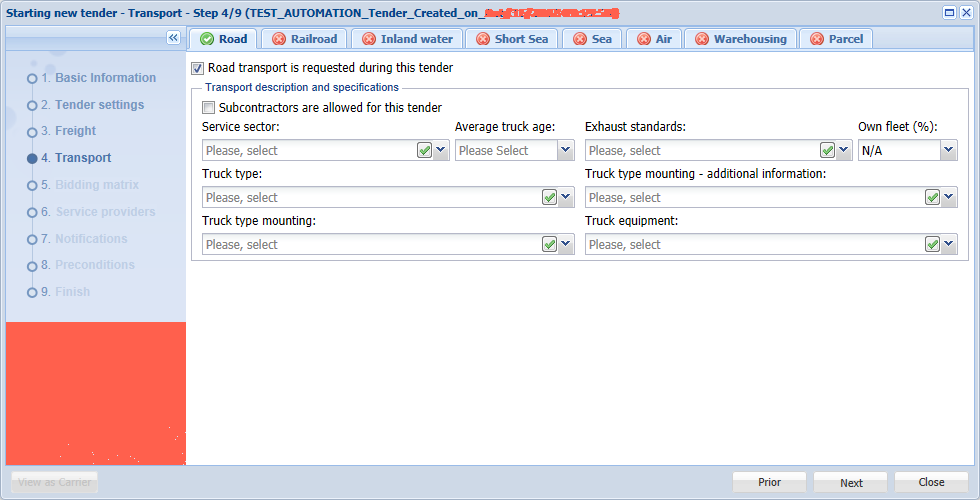 Starting new tender - Transport - Step 4/9 (TEST_AUTOMATION_Tender_Created_on_
Road Railroad Inland water Short Sea Sea Air Warehousing Parcel
1. Basic Information
2. Tender settings
3. Freight
4. Transport
5. Bidding matrix
6. Service providers
7. Notifications
8. Preconditions
9. Finish
Road transport is requested during this tender
Transport description and specifications
Subcontractors are allowed for this tender
Service sector: Average truck age: Exhaust standards: Own fleet (%):
Please, select Please Select Please, select N/A
Truck type: Truck type mounting - additional information:
Please, select Please, select
Truck type mounting: Truck equipment:
Please, select Please, select
View as Carrier Prior Next Close